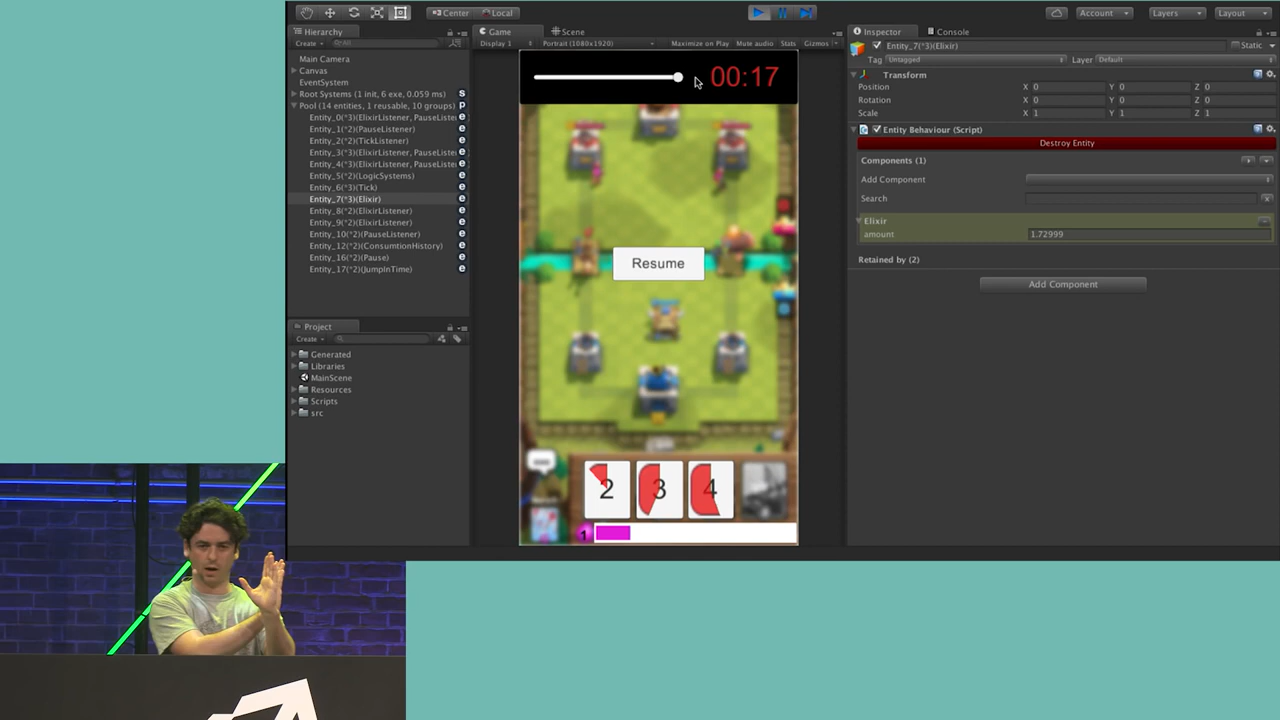 Center
Local
Account
Layers
Layout
Hierarchy
Create
All
Main Camera
Canvas
EventSystem
Root Systems (1 init, 6 exe, 0.059 ms)
Pool (14 entities, 1 reusable, 10 groups)
Entity_0(*3)(ElixirListener, PauseListen
Entity_1(*2)(PauseListener)
Entity_2(*2)(TickListener)
Entity_3(*3)(ElixirListener, PauseListe
Entity_4(*3)(ElixirListener, PauseListe
Entity_5(*2)(LogicSystems)
Entity_6(*3)(Tick)
Entity_7(*3)(Elixir)
Entity_8(*2)(ElixirListener)
Entity_9(*2)(ElixirListener)
Entity_10(*2)(PauseListener)
Entity_12(*2)(ConsumtionHistory)
Entity_16(*2)(Pause)
Entity_17(*2)(JumpInTime)
Project
Create
Generated
Libraries
MainScene
Resources
Scripts
src
Game
Scene
Display 1
Portrait (1080x1920)
Maximize on Play
Mute audio
Stats
Gizmos
00:17
Resume
2
3
4
1
Inspector
Console
Entity_7(*3)(Elixir)
Static
Tag
Untagged
Layer
Default
Transform
Position
X 0
Y 0
Z 0
Rotation
X 0
Y 0
Z 0
Scale
X 1
Y 1
Z 1
Entity Behaviour (Script)
Destroy Entity
Components (1)
Add Component
Search
Elixir
amount
1.72999
Retained by (2)
Add Component